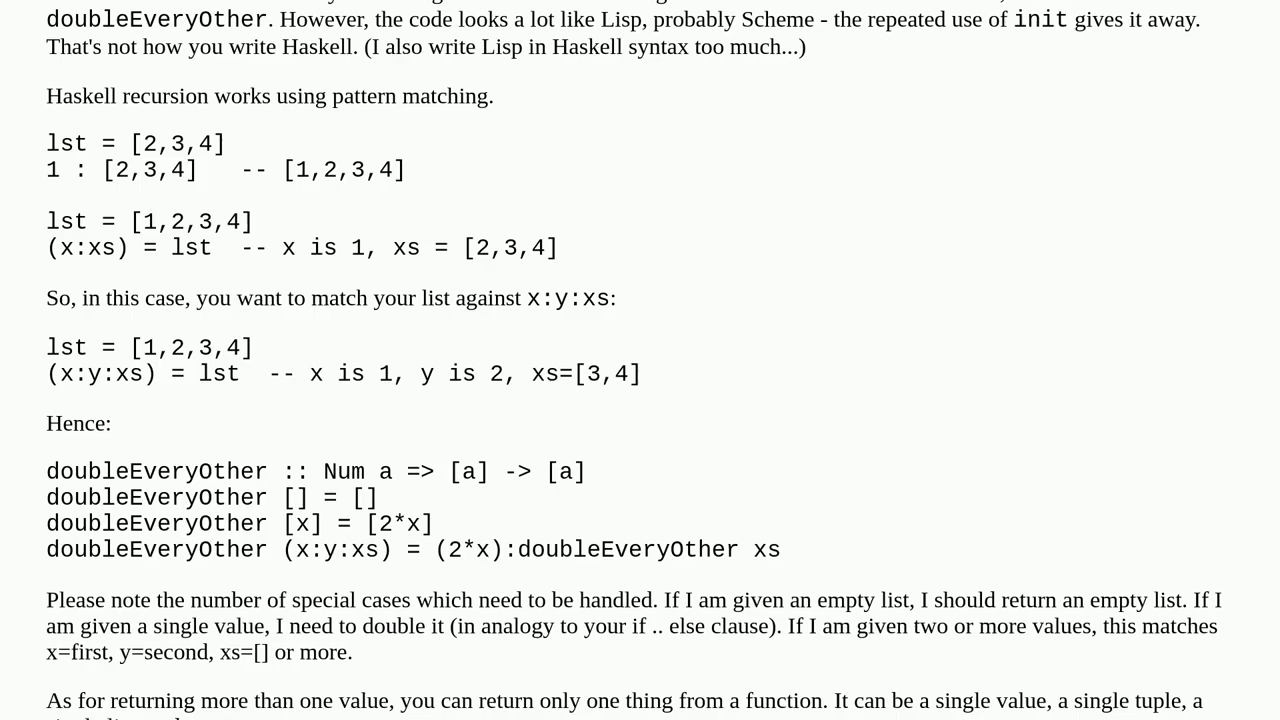 doubleEveryOther. However, the code looks a lot like Lisp, probably Scheme - the repeated use of init gives it away.
That's not how you write Haskell. (I also write Lisp in Haskell syntax too much...)
Haskell recursion works using pattern matching.
lst = [2,3,4]
1 : [2,3,4]   -- [1,2,3,4]
lst = [1,2,3,4]
(x:xs) = lst  -- x is 1, xs = [2,3,4]
So, in this case, you want to match your list against x:y:xs:
lst = [1,2,3,4]
(x:y:xs) = lst  -- x is 1, y is 2, xs=[3,4]
Hence:
doubleEveryOther :: Num a => [a] -> [a]
doubleEveryOther [] = []
doubleEveryOther [x] = [2*x]
doubleEveryOther (x:y:xs) = (2*x):doubleEveryOther xs
Please note the number of special cases which need to be handled. If I am given an empty list, I should return an empty list. If I
am given a single value, I need to double it (in analogy to your if .. else clause). If I am given two or more values, this matches
x=first, y=second, xs=[] or more.
As for returning more than one value, you can return only one thing from a function. It can be a single value, a single tuple, a